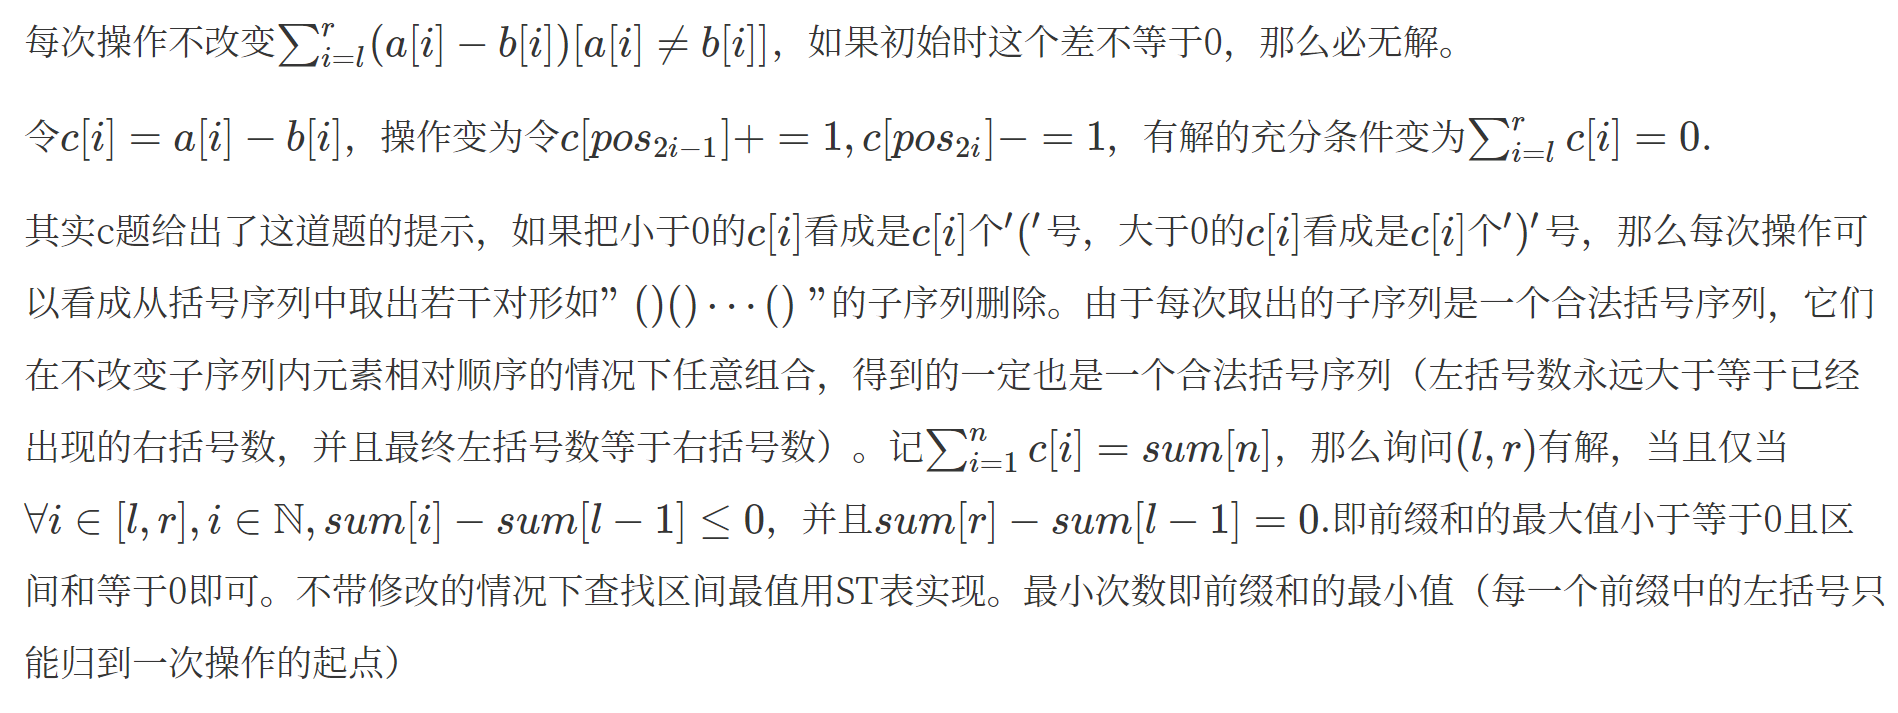 每次操作不改变$\sum_{i=l}^{r}(a[i]-b[i])[a[i]\neq b[i]]$，如果初始时这个差不等于0，那么必无解。
令$c[i]=a[i]-b[i]$，操作变为令$c[pos_{2i-1}]+=1,c[pos_{2i}]-=1$，有解的充分条件变为$\sum_{i=l}^{r}c[i]=0.$
其实c题给出了这道题的提示，如果把小于0的$c[i]$看成是$c[i]$个$'('$号，大于0的$c[i]$看成是$c[i]$个$')'$号，那么每次操作可
以看成从括号序列中取出若干对形如”$()()\cdots()$”的子序列删除。由于每次取出的子序列是一个合法括号序列，它们
在不改变子序列内元素相对顺序的情况下任意组合，得到的一定也是一个合法括号序列（左括号数永远大于等于已经
出现的右括号数，并且最终左括号数等于右括号数）。记$\sum_{i=1}^{n}c[i]=sum[n]$，那么询问$(l,r)$有解，当且仅当
$\forall i\in[l,r],i\in\mathbb{N},sum[i]-sum[l-1]\leq 0$，并且$sum[r]-sum[l-1]=0.$即前缀和的最大值小于等于0且区
间和等于0即可。不带修改的情况下查找区间最值用ST表实现。最小次数即前缀和的最小值（每一个前缀中的左括号只
能归到一次操作的起点）